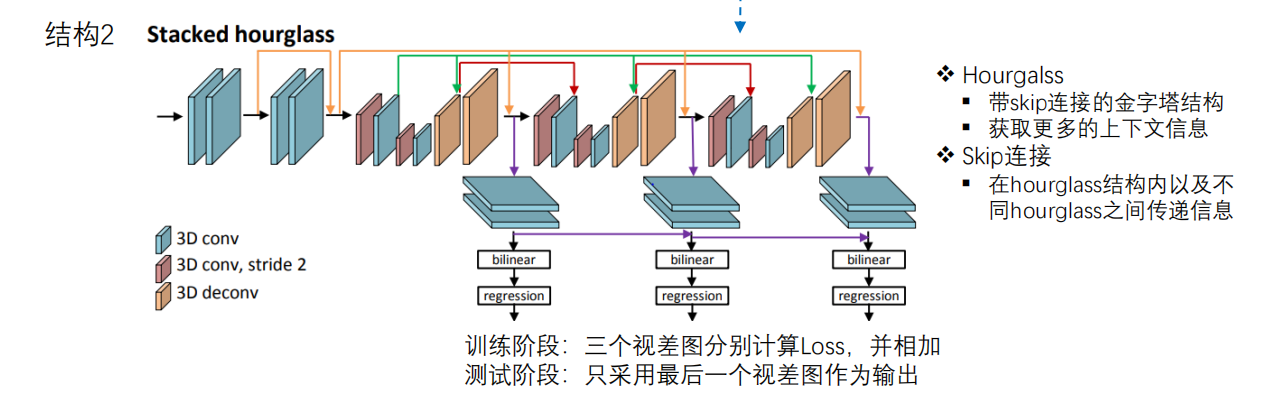 结构2 Stacked hourglass
❖ Hourgalss
▪ 带skip连接的金字塔结构
▪ 获取更多的上下文信息
❖ Skip连接
▪ 在hourglass结构内以及不
同hourglass之间传递信息
3D conv
3D conv, stride 2
3D deconv
bilinear bilinear bilinear
regression regression regression
训练阶段：三个视差图分别计算Loss，并相加
测试阶段：只采用最后一个视差图作为输出